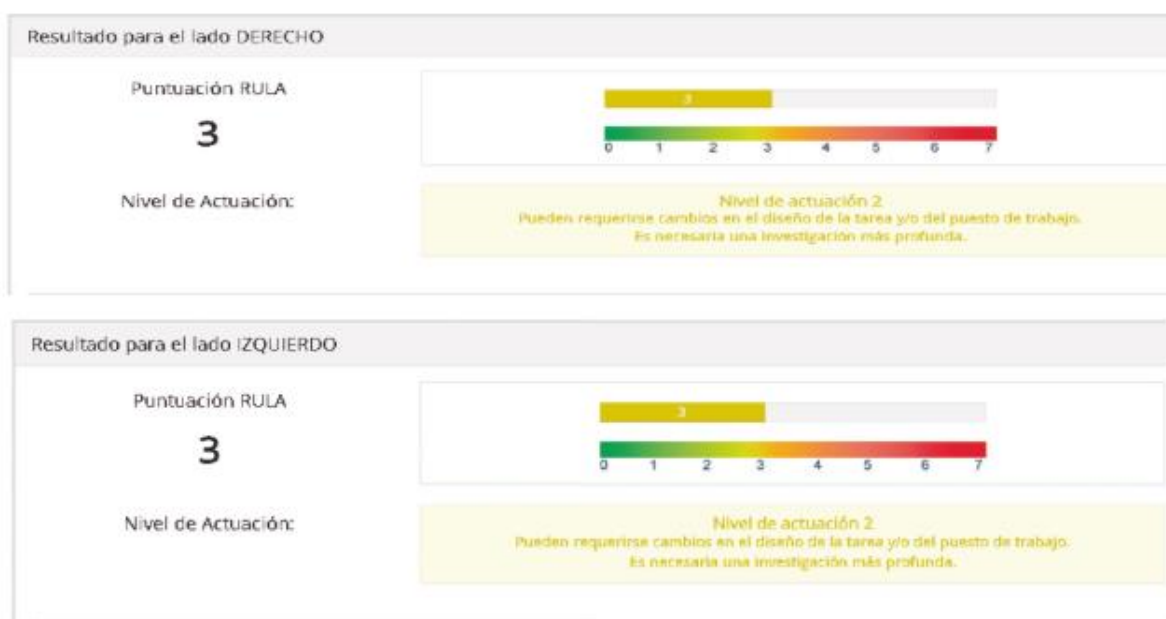 Resultado para el lado DERECHO
Puntuación RULA
3
3
0 1 2 3 4 5 6 7
Nivel de Actuación:
Nivel de actuación 2
Pueden requerirse cambios en el diseño de la tarea y/o del puesto de trabajo.
Es necesaria una investigación más profunda.
Resultado para el lado IZQUIERDO
Puntuación RULA
3
3
0 1 2 3 4 5 6 7
Nivel de Actuación:
Nivel de actuación 2
Pueden requerirse cambios en el diseño de la tarea y/o del puesto de trabajo.
Es necesaria una investigación más profunda.